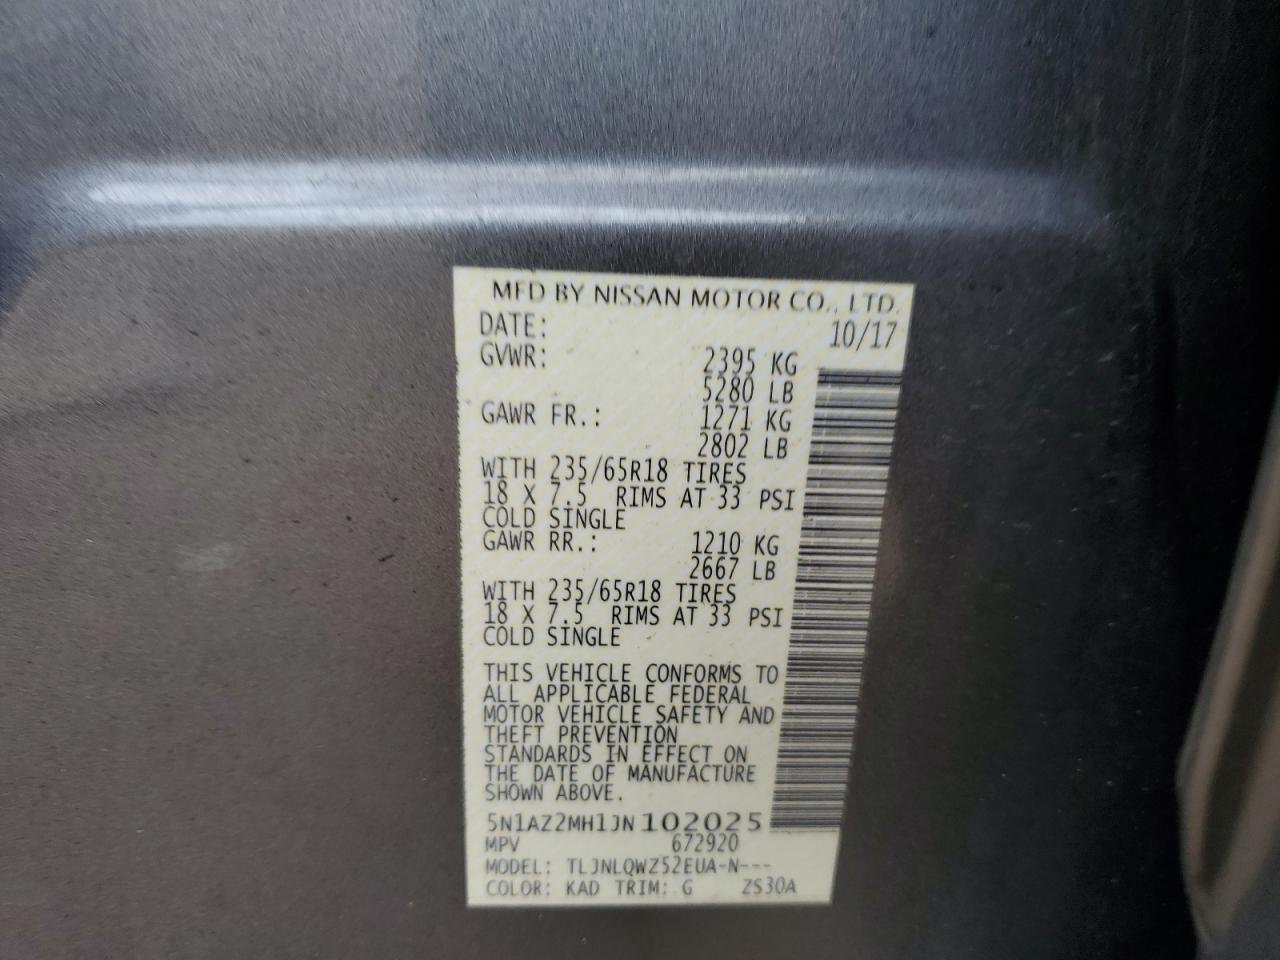 MFD BY NISSAN MOTOR CO., LTD.
DATE: 10/17
GVWR: 2395 KG
5280 LB
GAWR FR.: 1271 KG
2802 LB
WITH 235/65R18 TIRES
18 X 7.5 RIMS AT 33 PSI
COLD SINGLE
GAWR RR.: 1210 KG
2667 LB
WITH 235/65R18 TIRES
18 X 7.5 RIMS AT 33 PSI
COLD SINGLE
THIS VEHICLE CONFORMS TO
ALL APPLICABLE FEDERAL
MOTOR VEHICLE SAFETY AND
THEFT PREVENTION
STANDARDS IN EFFECT ON
THE DATE OF MANUFACTURE
SHOWN ABOVE.
5N1AZ2MH1JN102025
MPV 672920
MODEL: TLJNLQWZ52EUA-N---
COLOR: KAD TRIM: G ZS30A